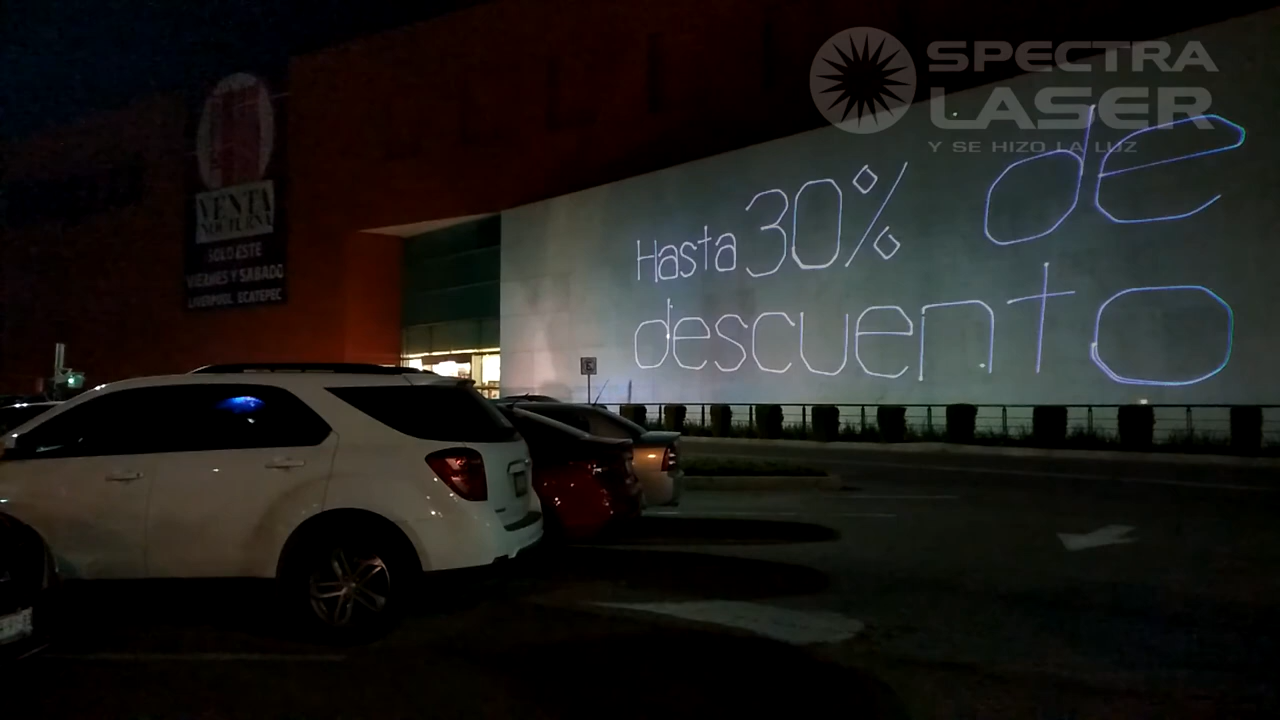 SPECTRA
LASER
Y SE HIZO LA LUZ
Hasta 30% de
descuento
VENTA
NOCTURNA
SOLO ESTE
VIERNES Y SABADO
LIVERPOOL ECATEPEC
E